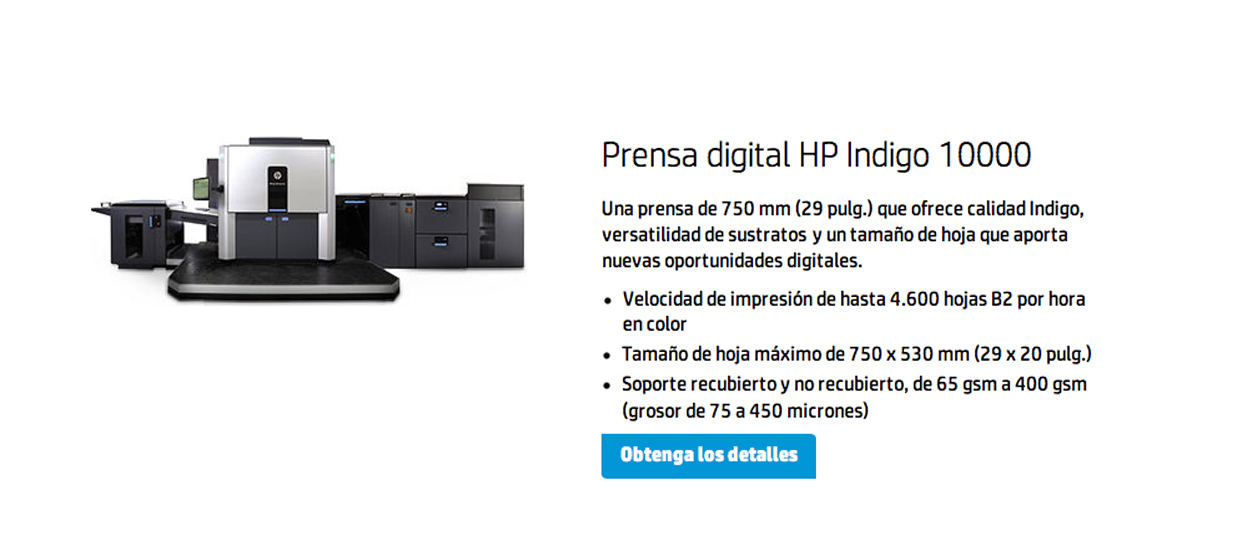 Prensa digital HP Indigo 10000
Una prensa de 750 mm (29 pulg.) que ofrece calidad Indigo,
versatilidad de sustratos y un tamaño de hoja que aporta
nuevas oportunidades digitales.
• Velocidad de impresión de hasta 4.600 hojas B2 por hora
en color
• Tamaño de hoja máximo de 750 x 530 mm (29 x 20 pulg.)
• Soporte recubierto y no recubierto, de 65 gsm a 400 gsm
(grosor de 75 a 450 micrones)
Obtenga los detalles